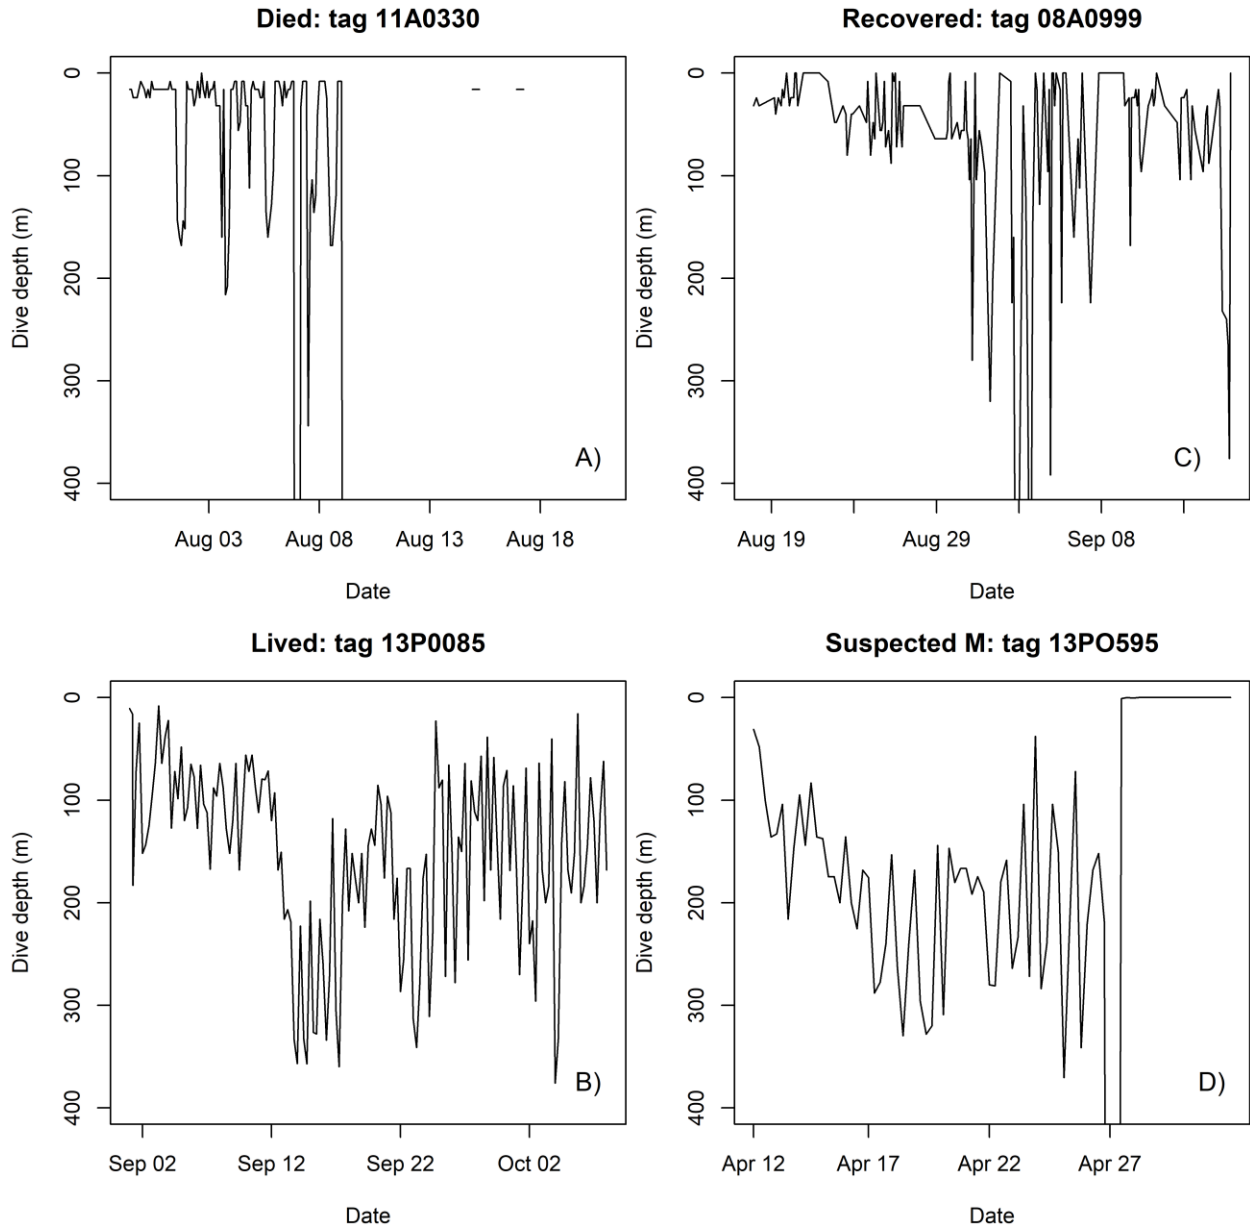 Died: tag 11A0330
0
100
200
300
400
Dive depth (m)
A)
Aug 03 Aug 08 Aug 13 Aug 18
Date
Recovered: tag 08A0999
0
100
200
300
400
Dive depth (m)
C)
Aug 19 Aug 29 Sep 08
Date
Lived: tag 13P0085
0
100
200
300
400
Dive depth (m)
B)
Sep 02 Sep 12 Sep 22 Oct 02
Date
Suspected M: tag 13PO595
0
100
200
300
400
Dive depth (m)
D)
Apr 12 Apr 17 Apr 22 Apr 27
Date